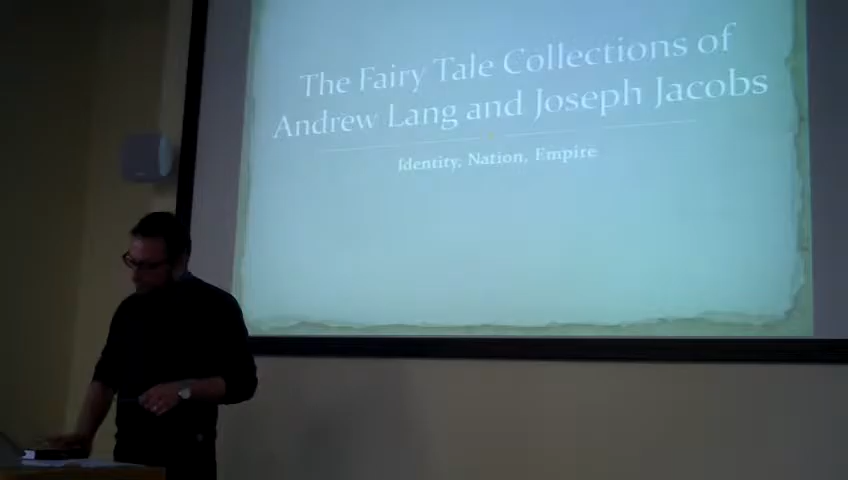 The Fairy Tale Collections of
Andrew Lang and Joseph Jacobs
Identity, Nation, Empire